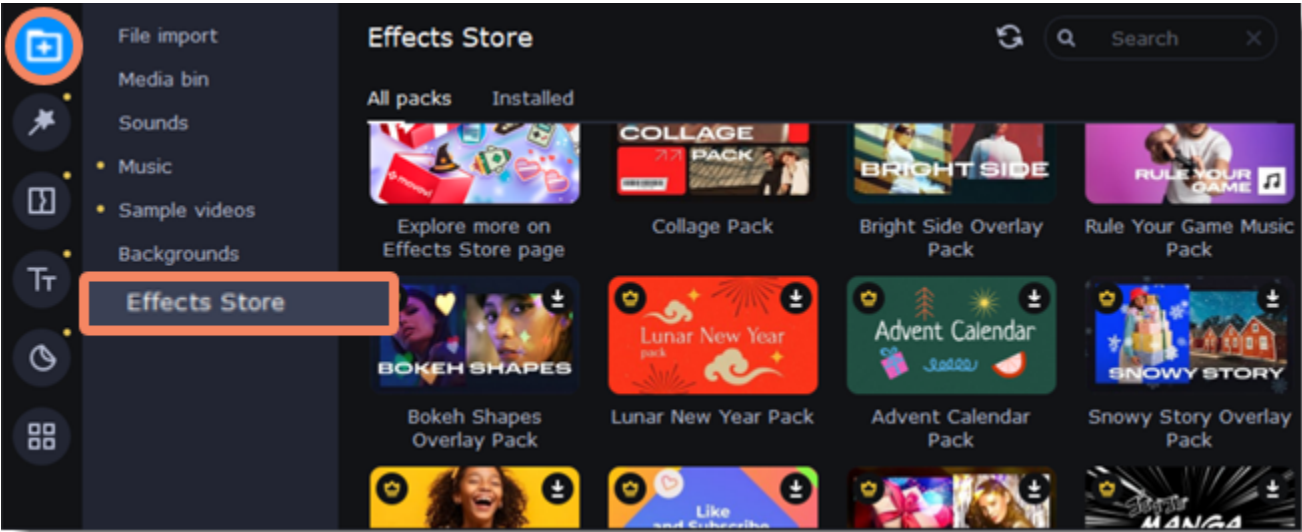 File import
Media bin
Sounds
Music
Sample videos
Backgrounds
Effects Store
Effects Store
Search
All packs
Installed
movavi
COLLAGE
PACK
BRIGHT SIDE
RULE YOUR
GAME
Explore more on
Effects Store page
Collage Pack
Bright Side Overlay
Pack
Rule Your Game Music
Pack
BOKEH SHAPES
Lunar New Year
pack
Advent Calendar
SNOWY STORY
Bokeh Shapes
Overlay Pack
Lunar New Year Pack
Advent Calendar
Pack
Snowy Story Overlay
Pack
Like
and Subscribe
MANGA